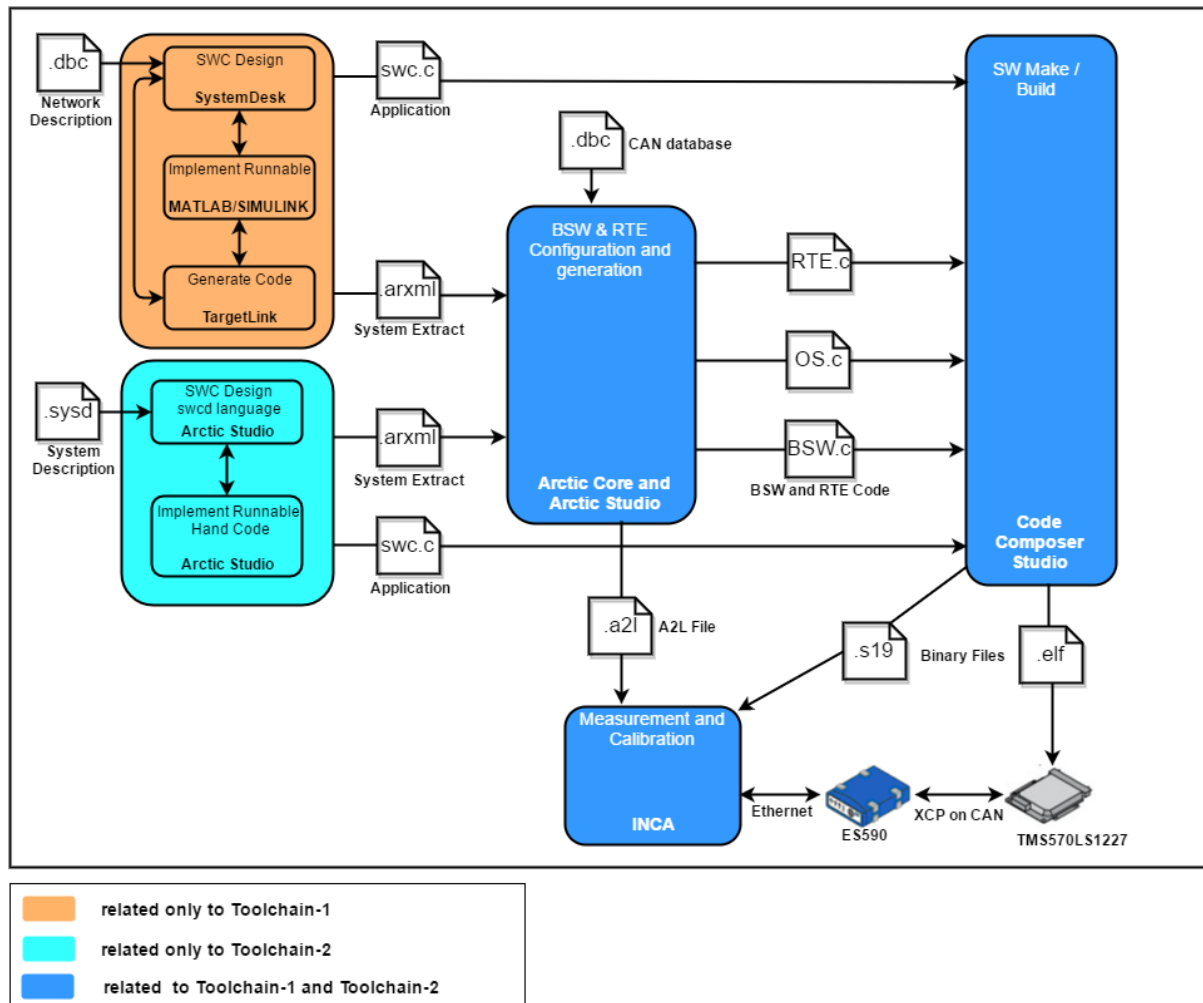 .dbc
Network
Description
SWC Design
SystemDesk
Implement Runnable
MATLAB/SIMULINK
Generate Code
TargetLink
swc.c
Application
.arxml
System Extract
.dbc
CAN database
BSW & RTE
Configuration and
generation
Arctic Core and
Arctic Studio
RTE.c
OS.c
BSW.c
BSW and RTE Code
SW Make /
Build
Code
Composer
Studio
.sysd
System
Description
SWC Design
swcd language
Arctic Studio
Implement Runnable
Hand Code
Arctic Studio
.arxml
System Extract
swc.c
Application
.a2l
A2L File
.s19
Binary Files
.elf
Measurement and
Calibration
INCA
Ethernet
ES590
XCP on CAN
TMS570LS1227
related only to Toolchain-1
related only to Toolchain-2
related to Toolchain-1 and Toolchain-2